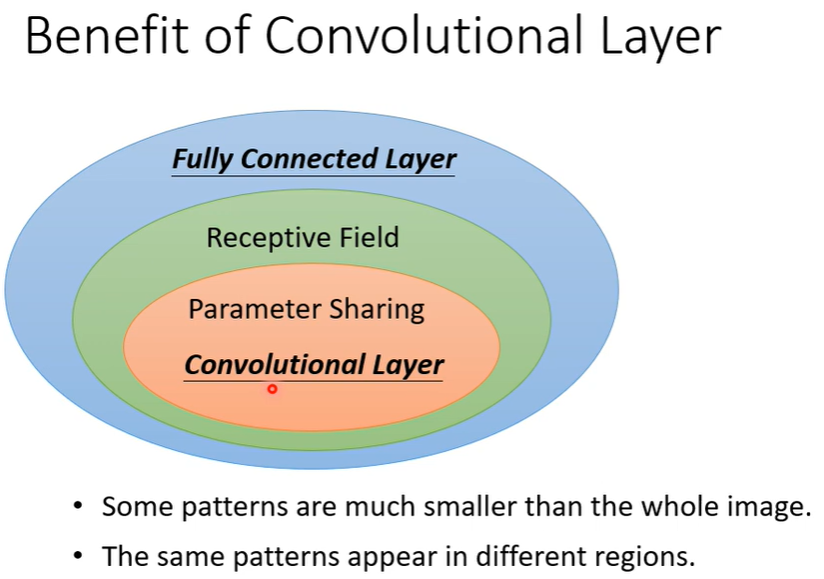 Benefit of Convolutional Layer
Fully Connected Layer
Receptive Field
Parameter Sharing
Convolutional Layer
• Some patterns are much smaller than the whole image.
• The same patterns appear in different regions.